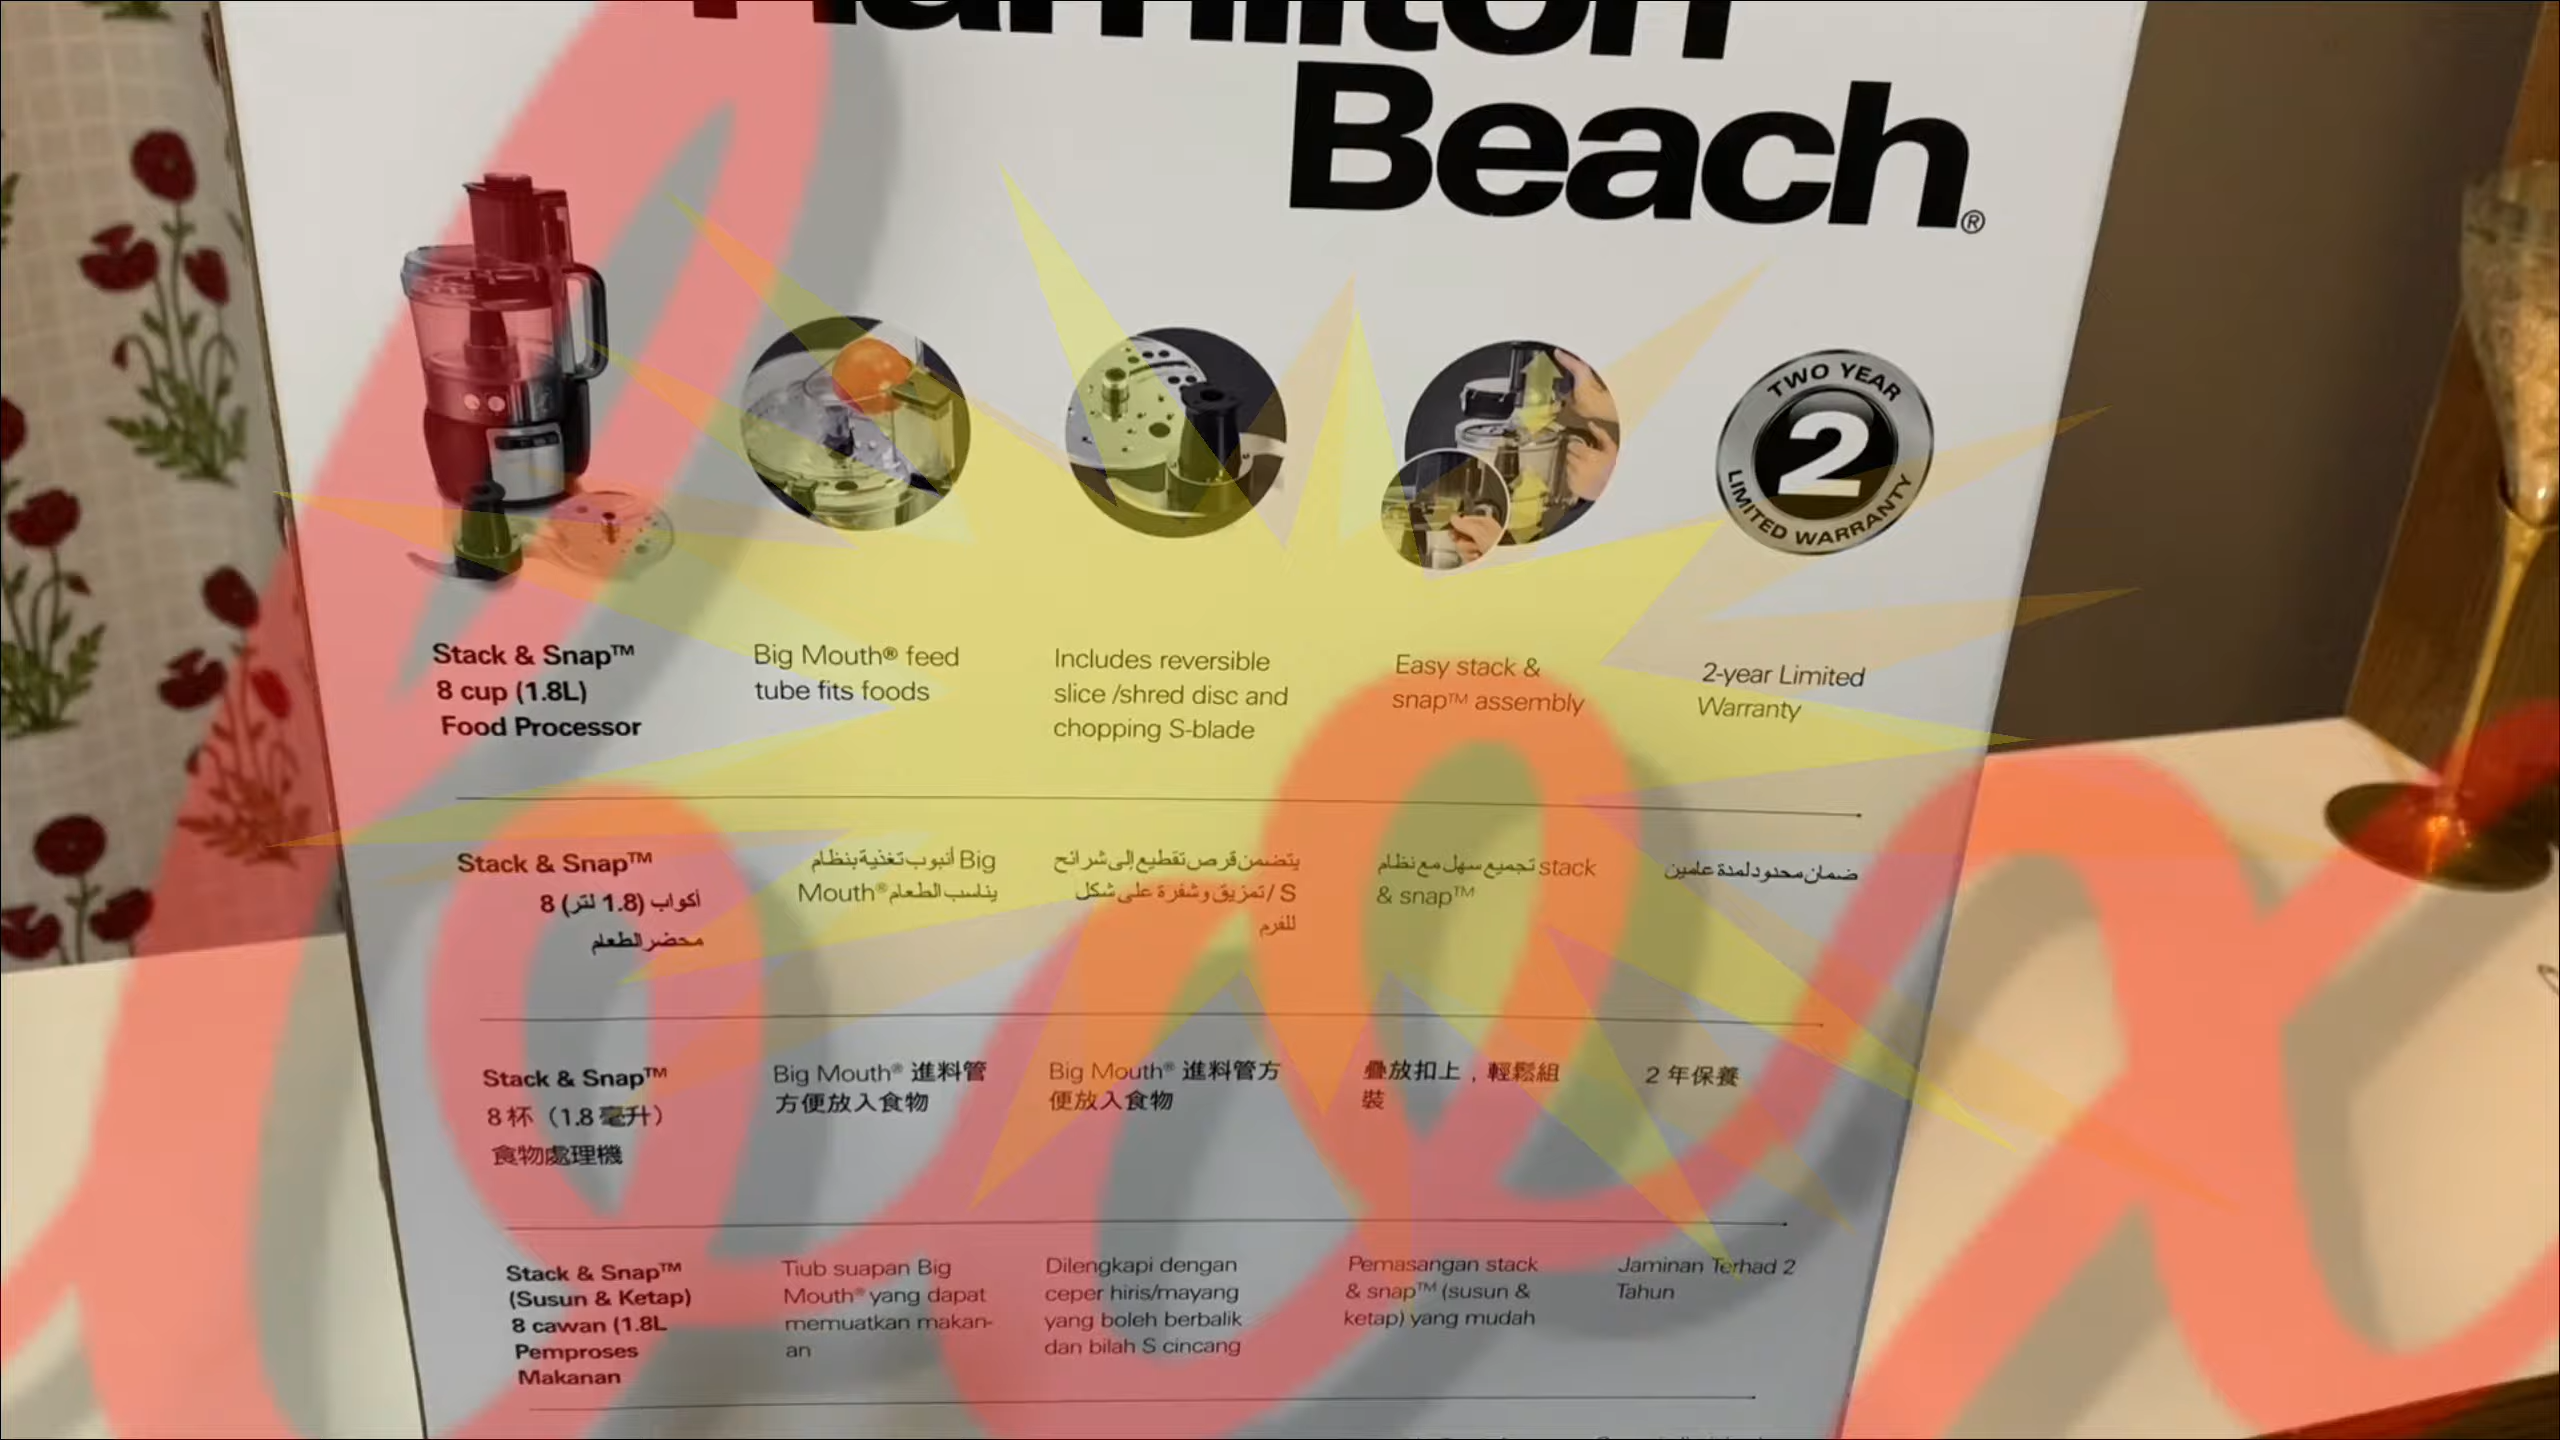 Hamilton
Beach®
TWO YEAR
2
LIMITED WARRANTY
Stack & Snap™
8 cup (1.8L)
Food Processor
Big Mouth® feed
tube fits foods
Includes reversible
slice /shred disc and
chopping S-blade
Easy stack &
snap™ assembly
2-year Limited
Warranty
Stack & Snap™
8 أكواب (1.8 لتر)
محضر الطعام
أنبوب تغذية بنظام Big
Mouth® يناسب الطعام
يتضمن قرص تقطيع إلى شرائح
/ تمزيق وشفرة على شكل S
للفرم
تجميع سهل مع نظام stack
& snap™
ضمان محدود لمدة عامين
Stack & Snap™
8 杯（1.8 毫升）
食物處理機
Big Mouth® 進料管
方便放入食物
Big Mouth® 進料管方
便放入食物
疊放扣上，輕鬆組
裝
2 年保養
Stack & Snap™
(Susun & Ketap)
8 cawan (1.8L
Pemproses
Makanan
Tiub suapan Big
Mouth® yang dapat
memuatkan makan-
an
Dilengkapi dengan
ceper hiris/mayang
yang boleh berbalik
dan bilah S cincang
Pemasangan stack
& snap™ (susun &
ketap) yang mudah
Jaminan Terhad 2
Tahun